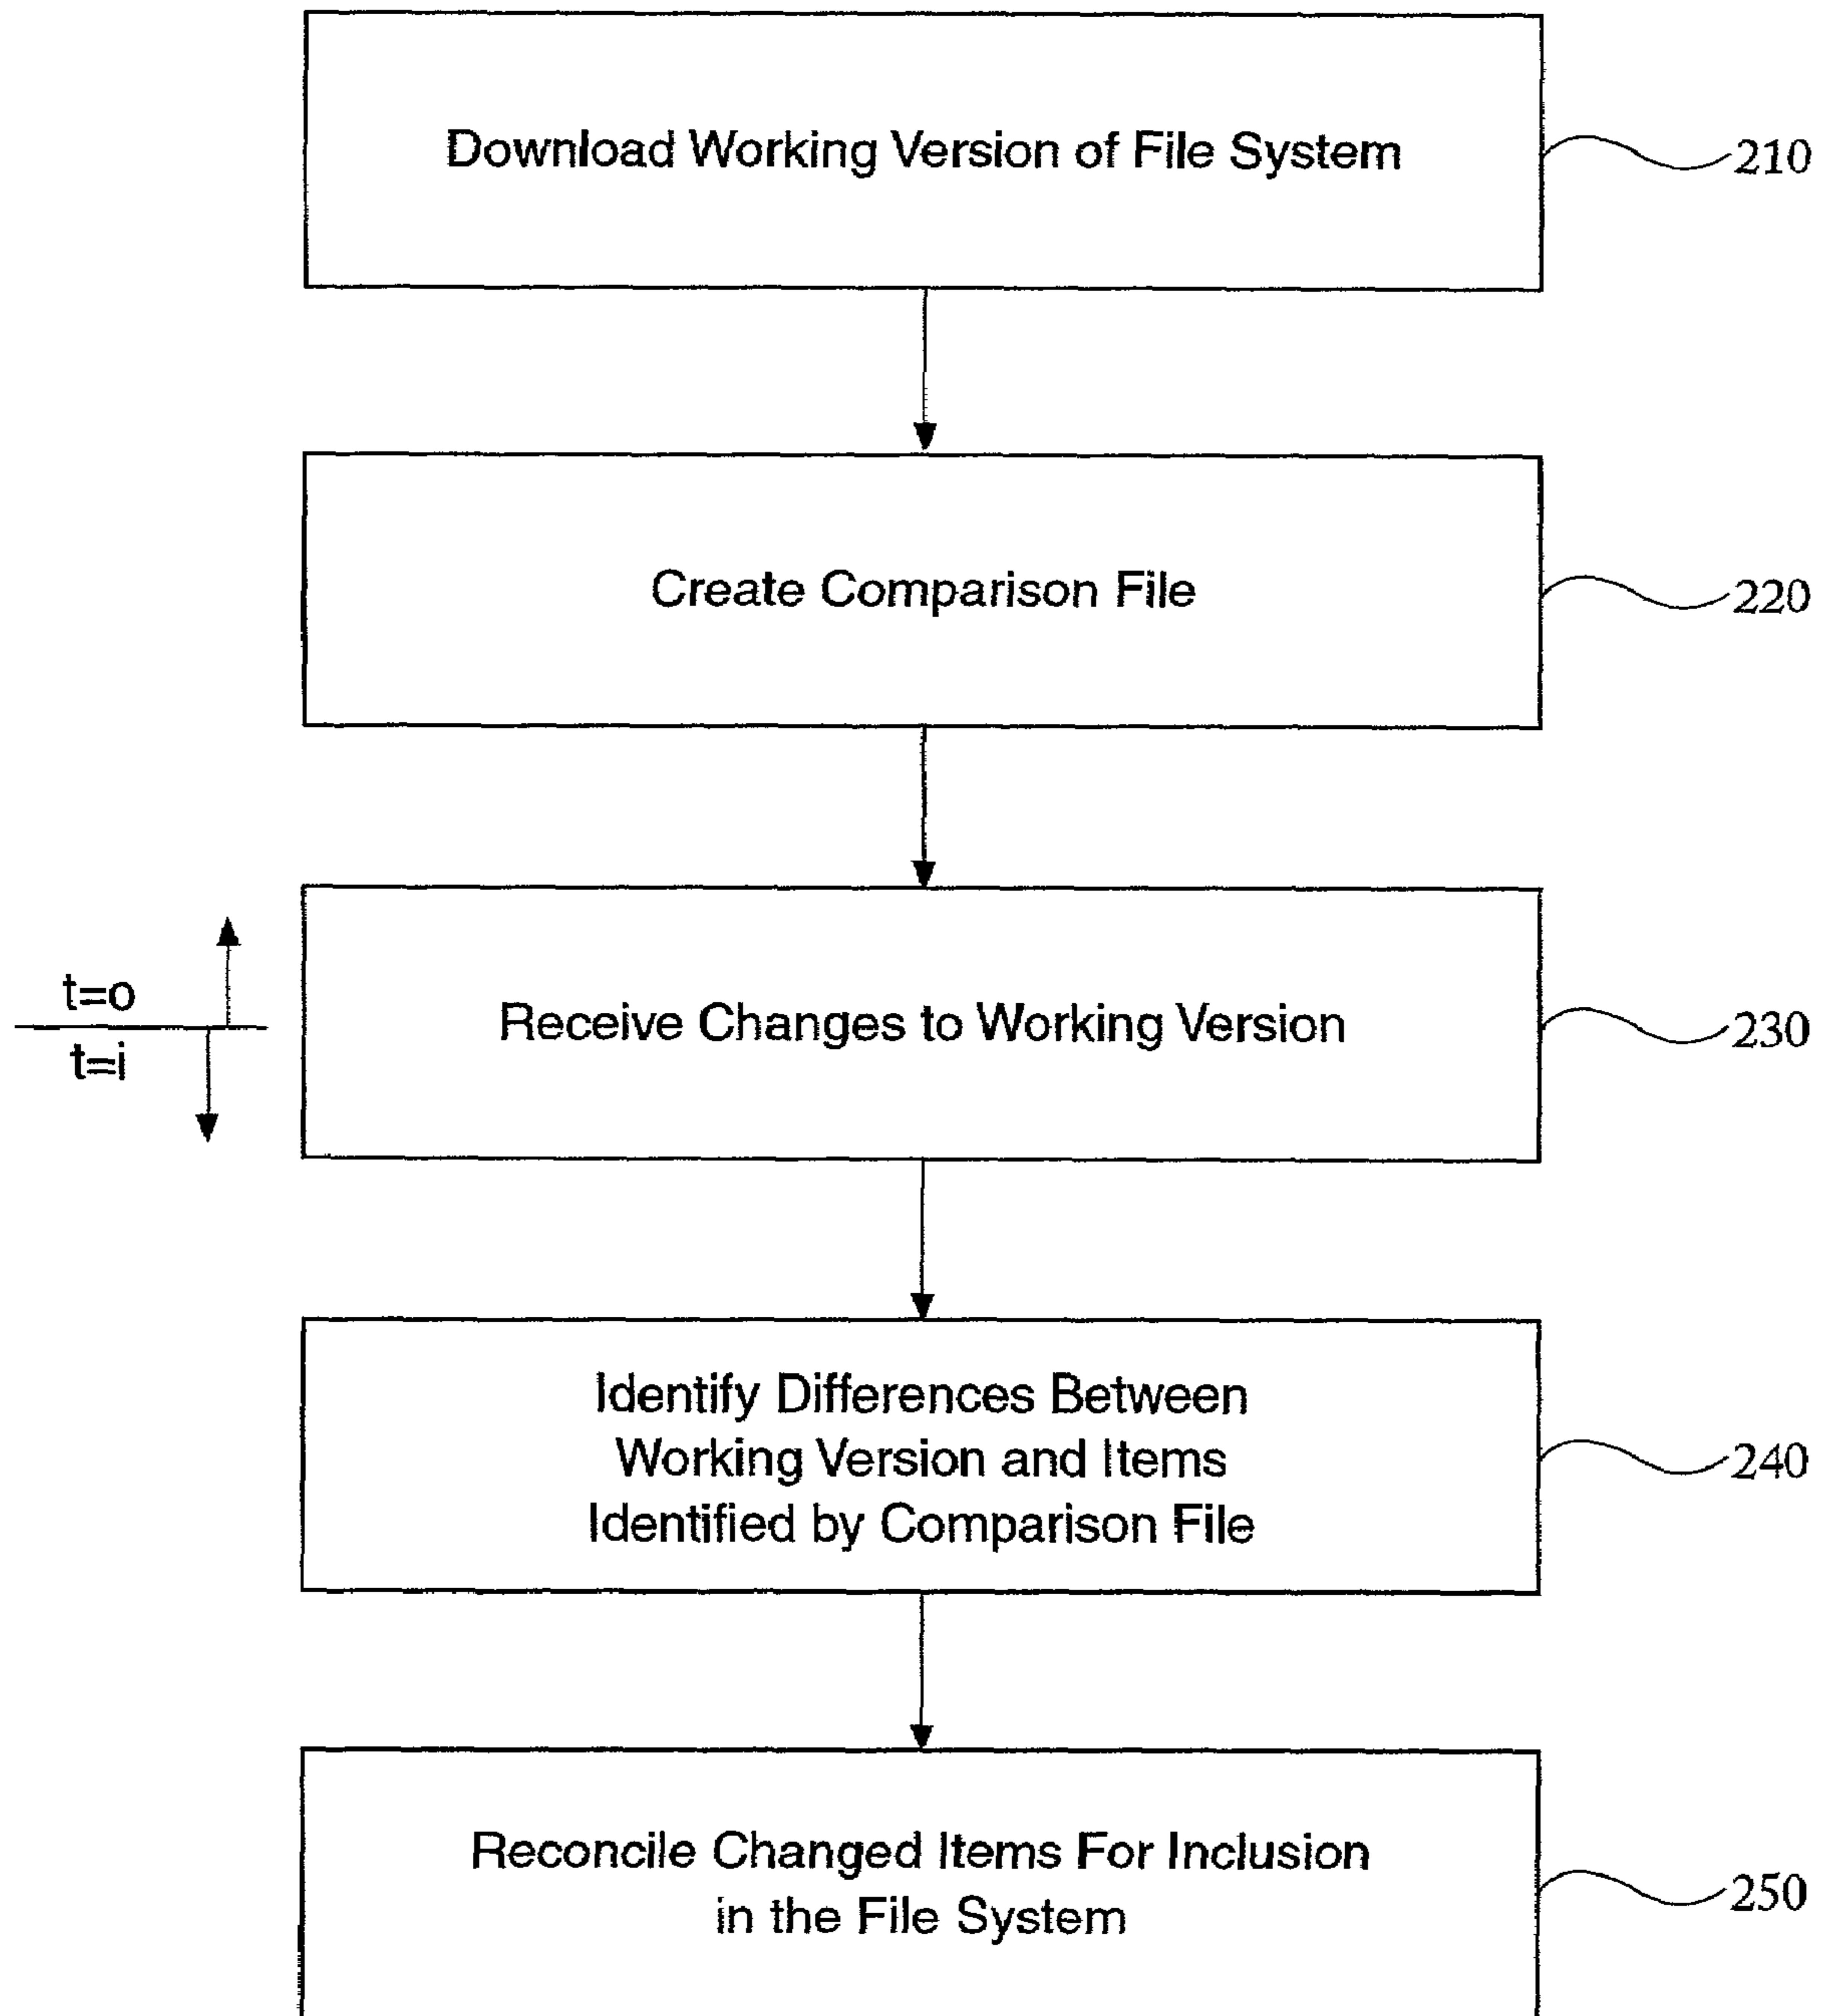 Download Working Version of File System
210
Create Comparison File
220
t=o
t=i
Receive Changes to Working Version
230
Identify Differences Between
Working Version and Items
Identified by Comparison File
240
Reconcile Changed Items For Inclusion
in the File System
250